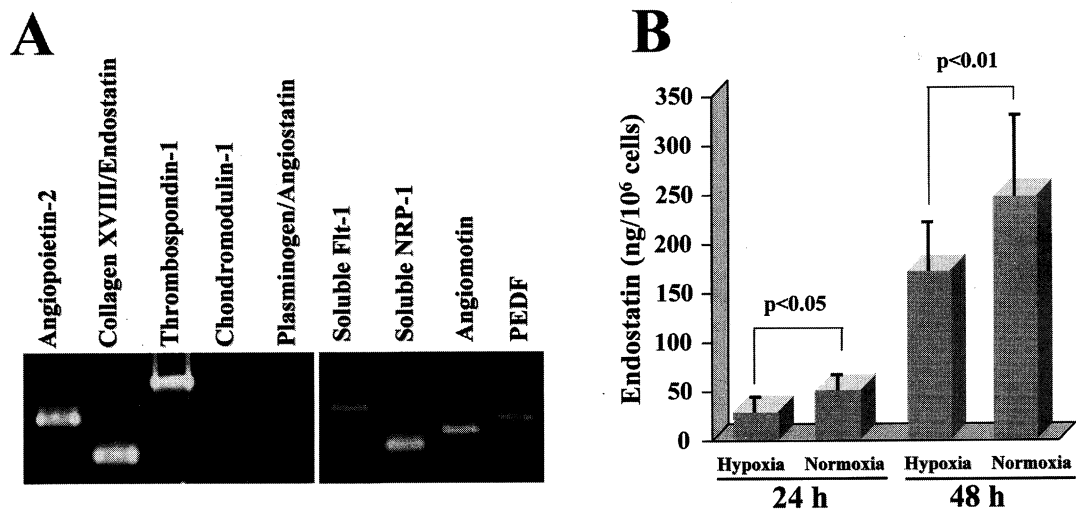 A
Angiopoietin-2
Collagen XVIII/Endostatin
Thrombospondin-1
Chondromodulin-1
Plasminogen/Angiostatin
Soluble Flt-1
Soluble NRP-1
Angiomotin
PEDF
B
Endostatin (ng/10⁶ cells)
350
300
250
200
150
100
50
0
p<0.05
p<0.01
Hypoxia Normoxia Hypoxia Normoxia
24 h 48 h